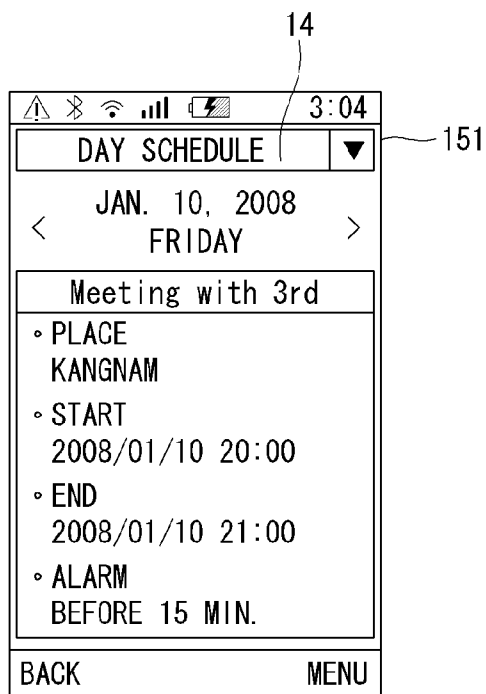 14
3:04
151
DAY SCHEDULE
JAN. 10, 2008
FRIDAY
Meeting with 3rd
PLACE
KANGNAM
START
2008/01/10 20:00
END
2008/01/10 21:00
ALARM
BEFORE 15 MIN.
BACK MENU